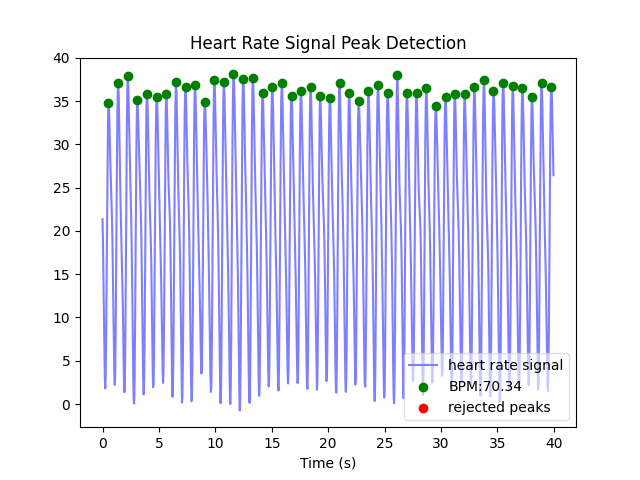 Heart Rate Signal Peak Detection
40
35
30
25
20
15
10
5
0
heart rate signal
BPM:70.34
rejected peaks
0 5 10 15 20 25 30 35 40
Time (s)